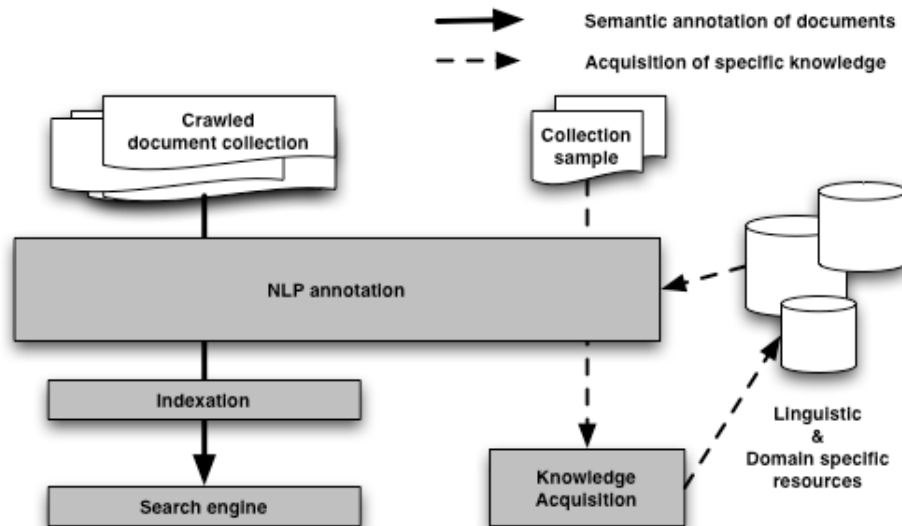 Semantic annotation of documents
Acquisition of specific knowledge
Crawled
document collection
Collection
sample
NLP annotation
Indexation
Search engine
Knowledge
Acquisition
Linguistic
&
Domain specific
resources